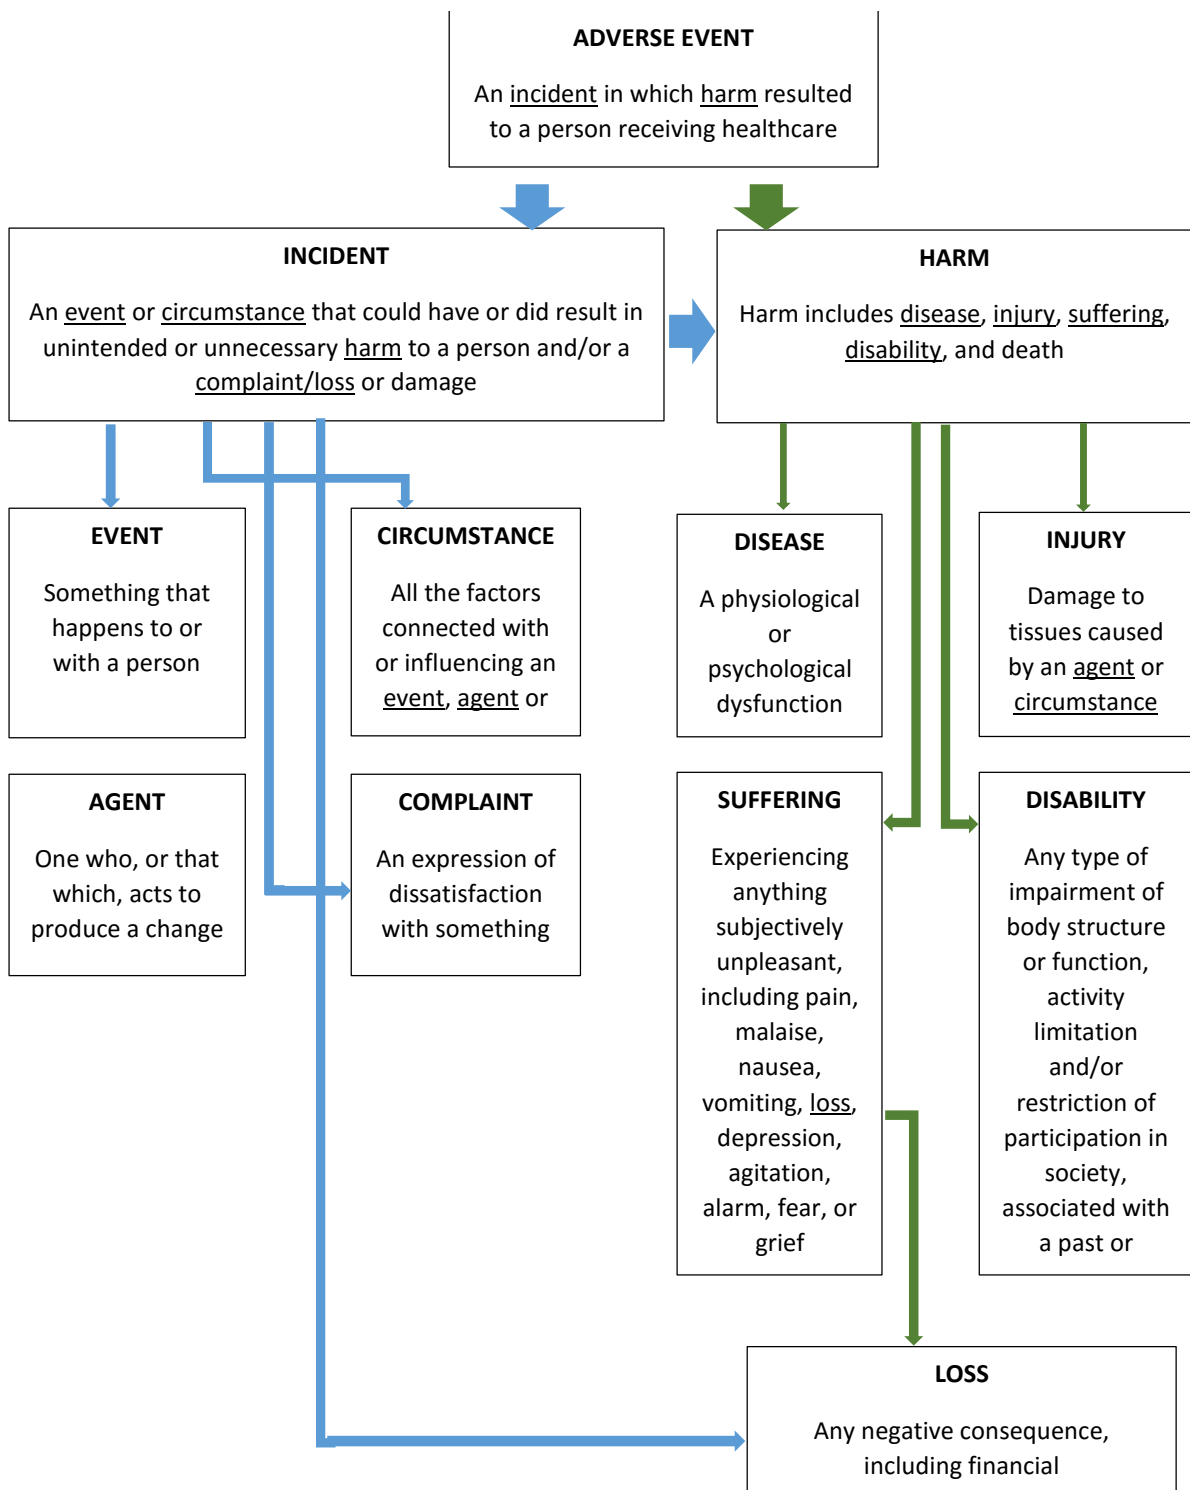 ADVERSE EVENT
An incident in which harm resulted
to a person receiving healthcare
INCIDENT
An event or circumstance that could have or did result in
unintended or unnecessary harm to a person and/or a
complaint/loss or damage
HARM
Harm includes disease, injury, suffering,
disability, and death
EVENT
Something that
happens to or
with a person
CIRCUMSTANCE
All the factors
connected with
or influencing an
event, agent or
DISEASE
A physiological
or
psychological
dysfunction
INJURY
Damage to
tissues caused
by an agent or
circumstance
AGENT
One who, or that
which, acts to
produce a change
COMPLAINT
An expression of
dissatisfaction
with something
SUFFERING
Experiencing
anything
subjectively
unpleasant,
including pain,
malaise,
nausea,
vomiting, loss,
depression,
agitation,
alarm, fear, or
grief
DISABILITY
Any type of
impairment of
body structure
or function,
activity
limitation
and/or
restriction of
participation in
society,
associated with
a past or
LOSS
Any negative consequence,
including financial